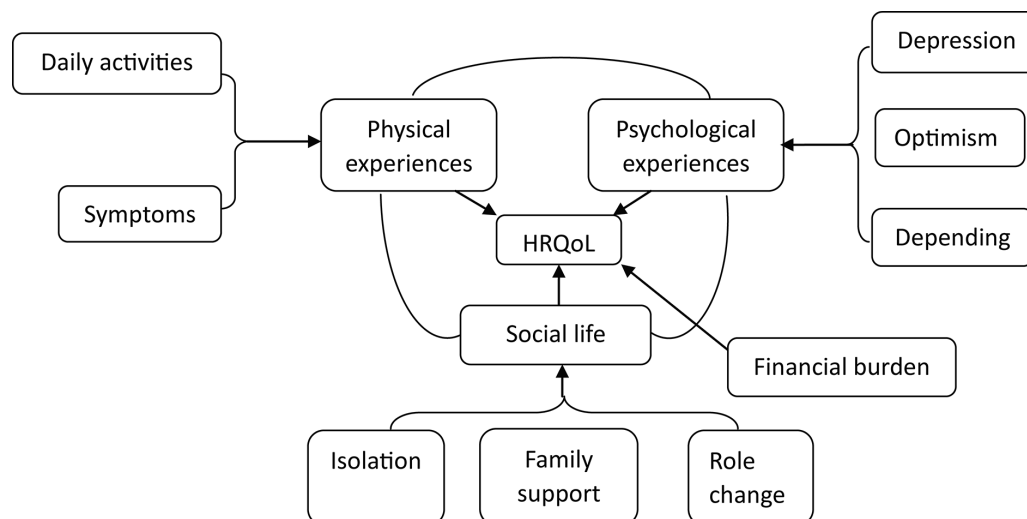 Daily activities
Symptoms
Physical
experiences
Psychological
experiences
Depression
Optimism
Depending
HRQoL
Social life
Financial burden
Isolation
Family
support
Role
change